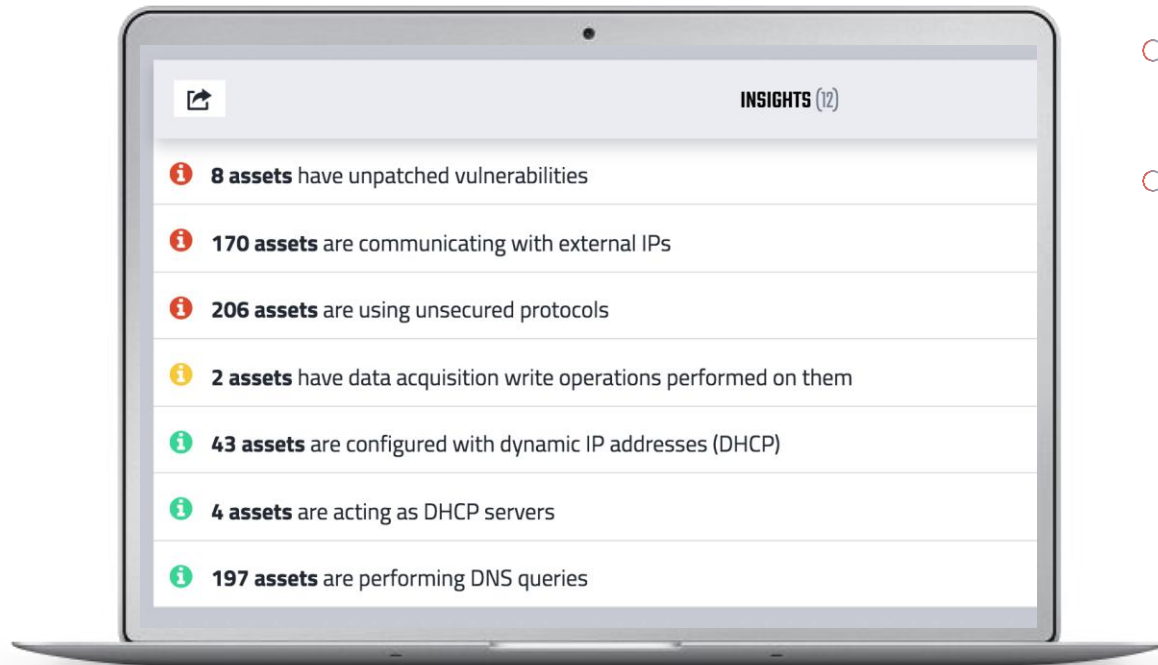 INSIGHTS (12)
8 assets have unpatched vulnerabilities
170 assets are communicating with external IPs
206 assets are using unsecured protocols
2 assets have data acquisition write operations performed on them
43 assets are configured with dynamic IP addresses (DHCP)
4 assets are acting as DHCP servers
197 assets are performing DNS queries